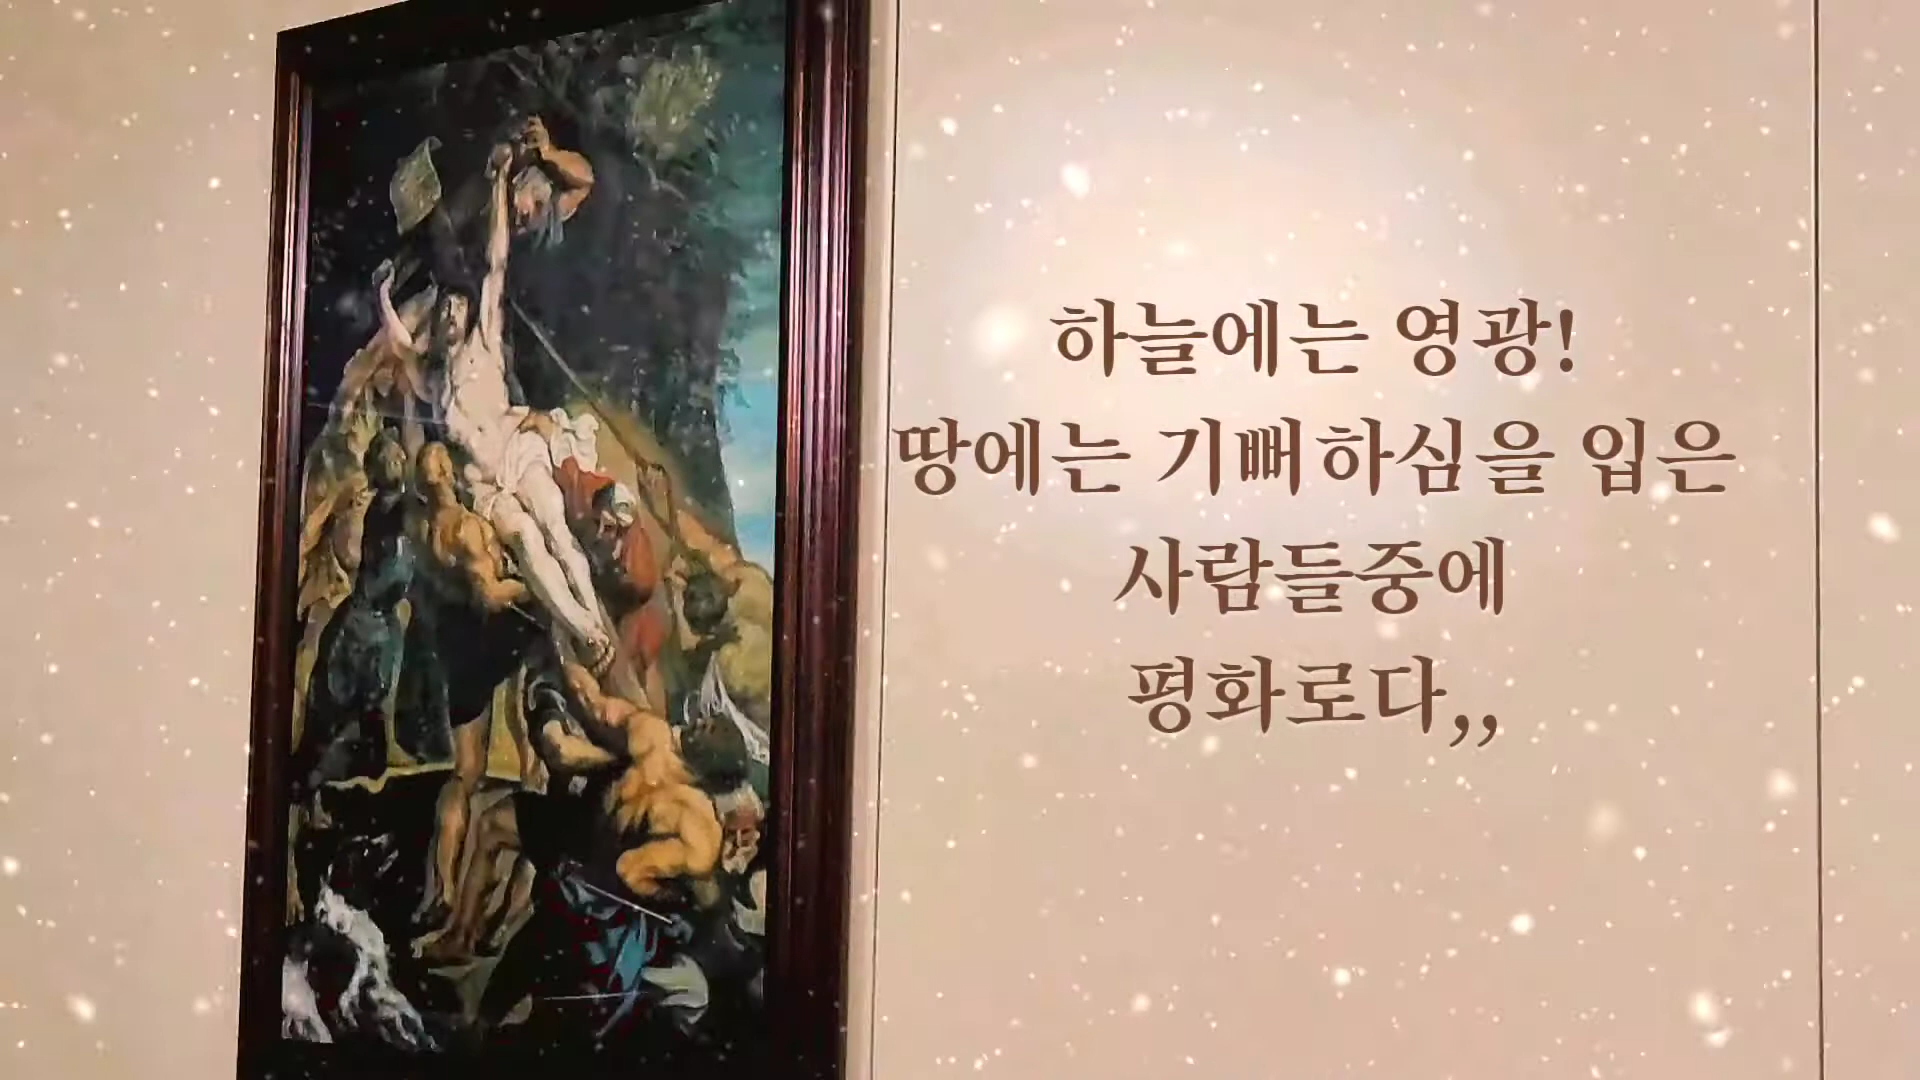 하늘에는 영광!
땅에는 기뻐하심을 입은
사람들중에
평화로다,,